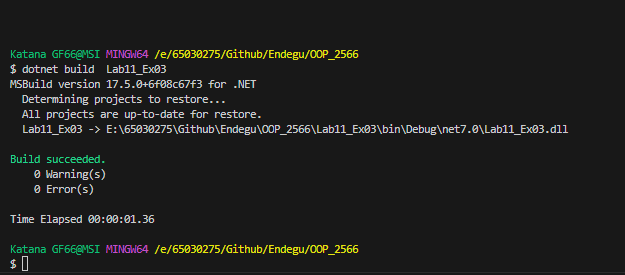 Katana GF66@MSI MINGW64 /e/65030275/Github/Endegu/OOP_2566
$ dotnet build  Lab11_Ex03
MSBuild version 17.5.0+6f08c67f3 for .NET
  Determining projects to restore...
  All projects are up-to-date for restore.
  Lab11_Ex03 -> E:\65030275\Github\Endegu\OOP_2566\Lab11_Ex03\bin\Debug\net7.0\Lab11_Ex03.dll
Build succeeded.
    0 Warning(s)
    0 Error(s)
Time Elapsed 00:00:01.36
Katana GF66@MSI MINGW64 /e/65030275/Github/Endegu/OOP_2566
$